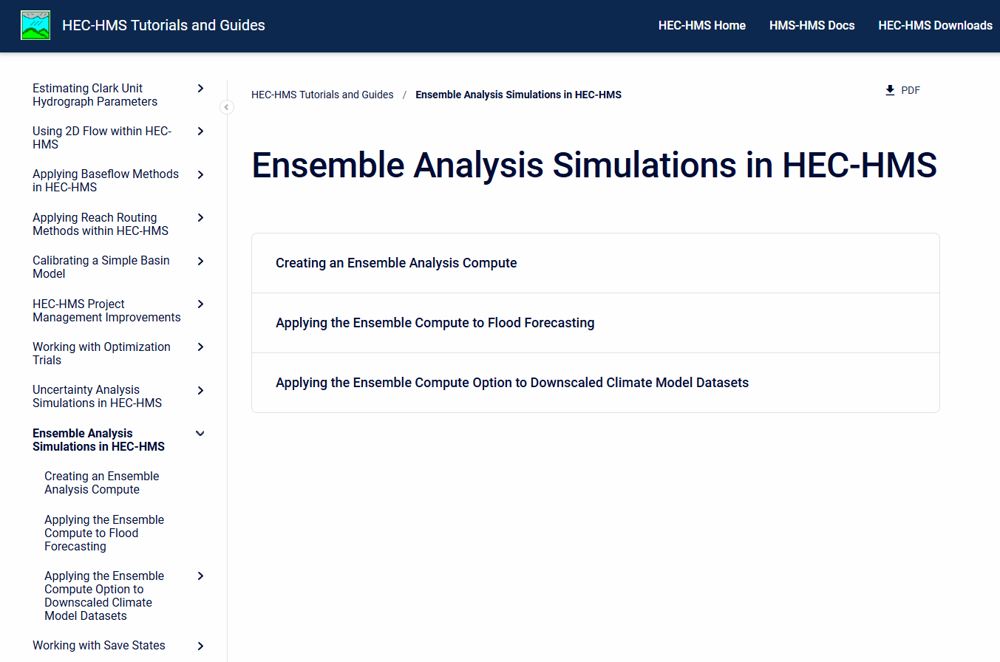 HEC-HMS Tutorials and Guides
HEC-HMS Home
HMS-HMS Docs
HEC-HMS Downloads
Estimating Clark Unit
Hydrograph Parameters
Using 2D Flow within HEC-
HMS
Applying Baseflow Methods
in HEC-HMS
Applying Reach Routing
Methods within HEC-HMS
Calibrating a Simple Basin
Model
HEC-HMS Project
Management Improvements
Working with Optimization
Trials
Uncertainty Analysis
Simulations in HEC-HMS
Ensemble Analysis
Simulations in HEC-HMS
Creating an Ensemble
Analysis Compute
Applying the Ensemble
Compute to Flood
Forecasting
Applying the Ensemble
Compute Option to
Downscaled Climate
Model Datasets
Working with Save States
HEC-HMS Tutorials and Guides / Ensemble Analysis Simulations in HEC-HMS
PDF
Ensemble Analysis Simulations in HEC-HMS
Creating an Ensemble Analysis Compute
Applying the Ensemble Compute to Flood Forecasting
Applying the Ensemble Compute Option to Downscaled Climate Model Datasets